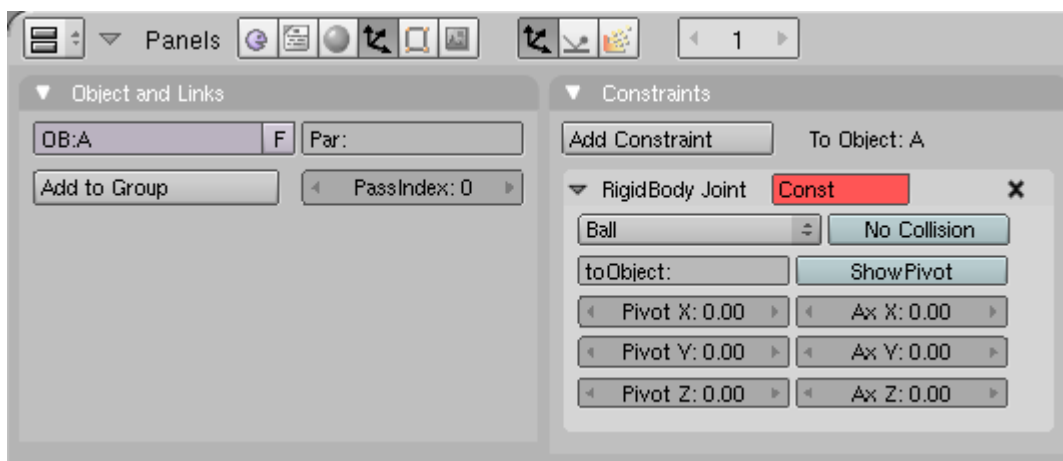 Panels 1
Object and Links
OB:A F Par:
Add to Group PassIndex: 0
Constraints
Add Constraint To Object: A
RigidBody Joint Const
Ball No Collision
toObject: ShowPivot
Pivot X: 0.00 Ax X: 0.00
Pivot Y: 0.00 Ax Y: 0.00
Pivot Z: 0.00 Ax Z: 0.00